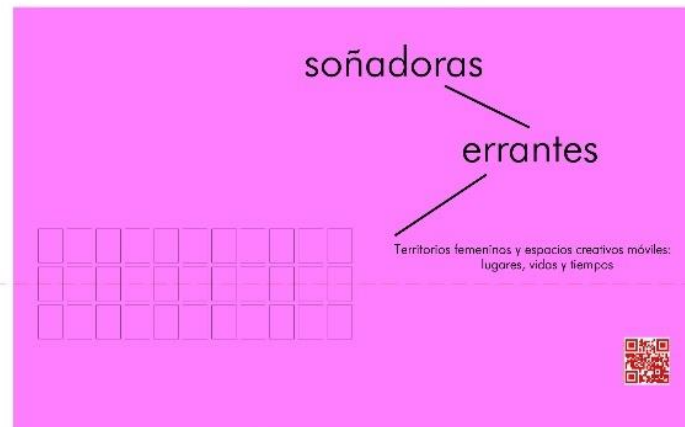 soñadoras
errantes
Territorios femeninos y espacios creativos móviles:
lugares, vidas y tiempos